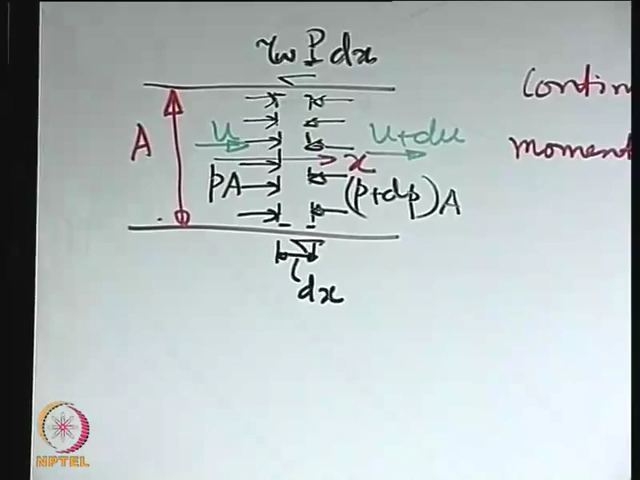 τw P dx
Contin
A
u
u+du
x
moment
pA
(p+dp)A
dx
NPTEL